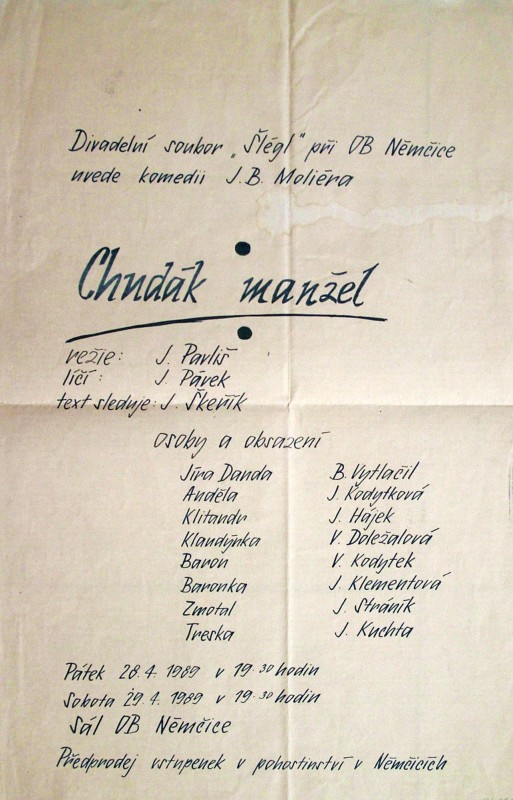 Divadelní soubor „Šlégl" při OB Němčice
uvede komedii J.B. Moliéra
Chudák manžel
režie: J. Pavliš
líčí: J. Párek
text sleduje: J. Škeřík
osoby a obsazení
Jíra Danda B. Vytlačil
Anděla J. Kodytková
Klitandr J. Hájek
Klaudýnka V. Doležalová
Baron V. Kodytek
Baronka J. Klementová
Zmotal J. Stráník
Treska J. Kuchta
Pátek 28.4. 1989 v 19.30 hodin
Sobota 29.4. 1989 v 19.30 hodin
Sál OB Němčice
Předprodej vstupenek v pohostinství v Němčicích